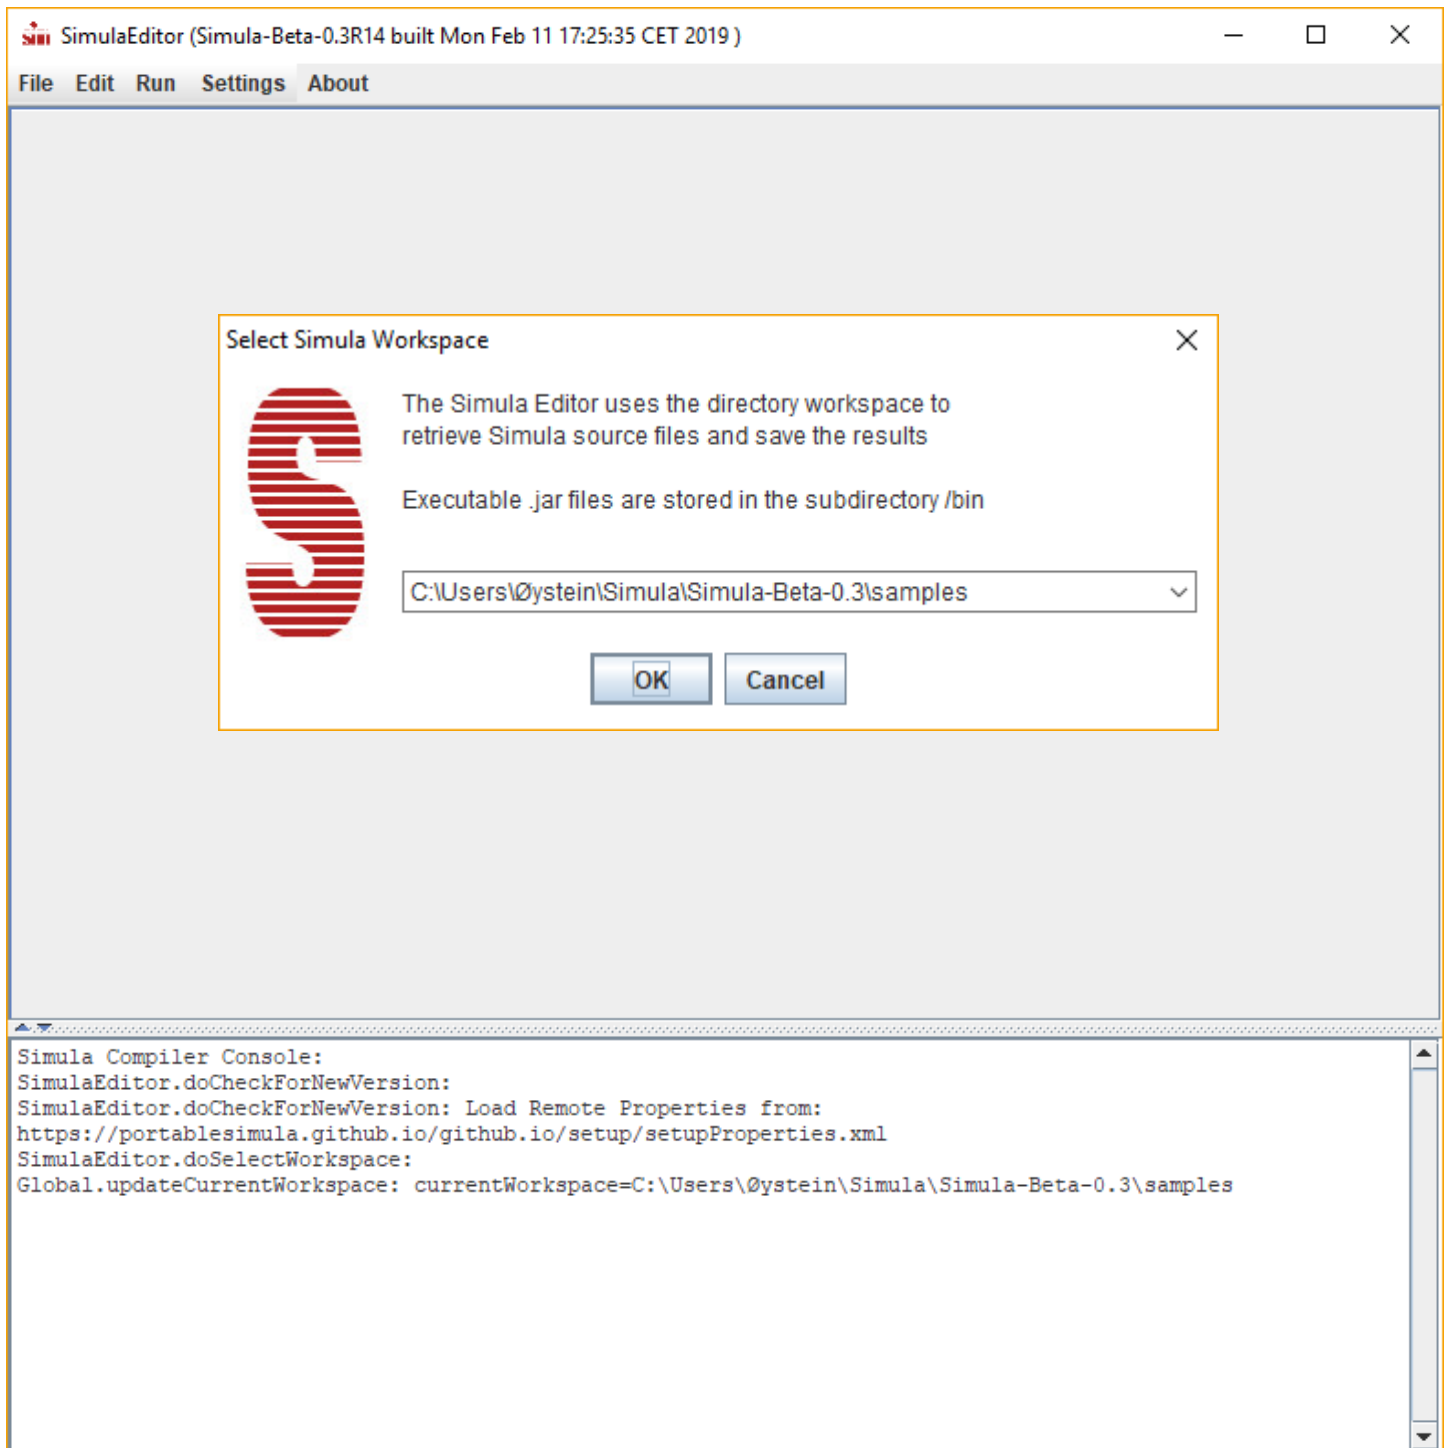 SimulaEditor (Simula-Beta-0.3R14 built Mon Feb 11 17:25:35 CET 2019 )
File Edit Run Settings About
Select Simula Workspace
The Simula Editor uses the directory workspace to
retrieve Simula source files and save the results
Executable .jar files are stored in the subdirectory /bin
C:\Users\Øystein\Simula\Simula-Beta-0.3\samples
OK Cancel
Simula Compiler Console:
SimulaEditor.doCheckForNewVersion:
SimulaEditor.doCheckForNewVersion: Load Remote Properties from:
https://portablesimula.github.io/github.io/setup/setupProperties.xml
SimulaEditor.doSelectWorkspace:
Global.updateCurrentWorkspace: currentWorkspace=C:\Users\Øystein\Simula\Simula-Beta-0.3\samples